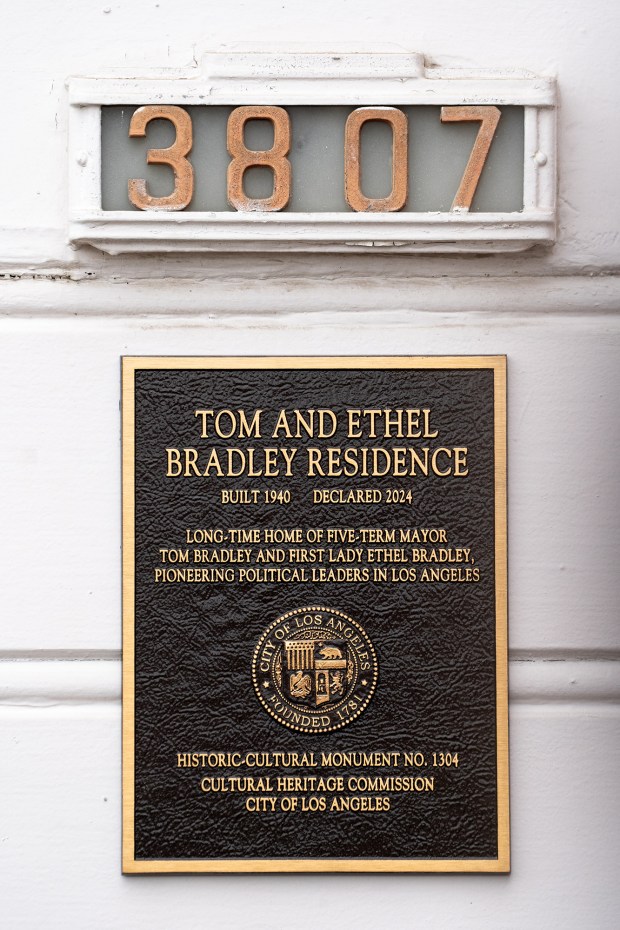 3807
TOM AND ETHEL
BRADLEY RESIDENCE
BUILT 1940 DECLARED 2024
LONG-TIME HOME OF FIVE-TERM MAYOR
TOM BRADLEY AND FIRST LADY ETHEL BRADLEY,
PIONEERING POLITICAL LEADERS IN LOS ANGELES
CITY OF LOS ANGELES
FOUNDED 1781
HISTORIC-CULTURAL MONUMENT NO. 1304
CULTURAL HERITAGE COMMISSION
CITY OF LOS ANGELES